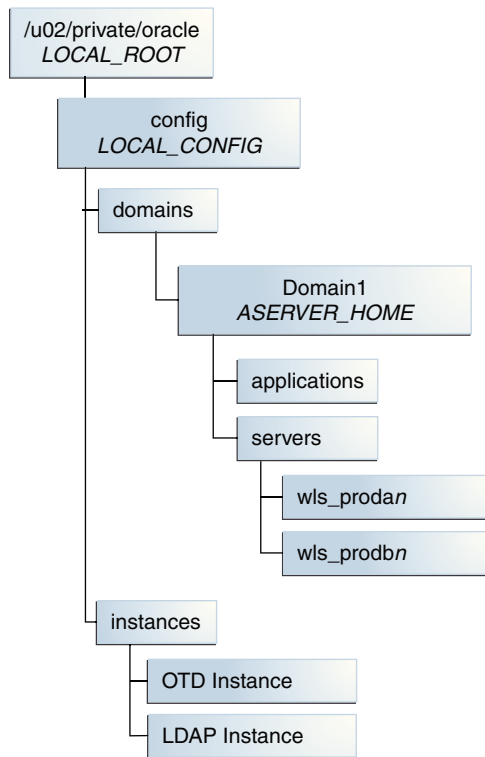 /u02/private/oracle
LOCAL_ROOT
config
LOCAL_CONFIG
domains
Domain1
ASERVER_HOME
applications
servers
wls_prodan
wls_prodbn
instances
OTD Instance
LDAP Instance